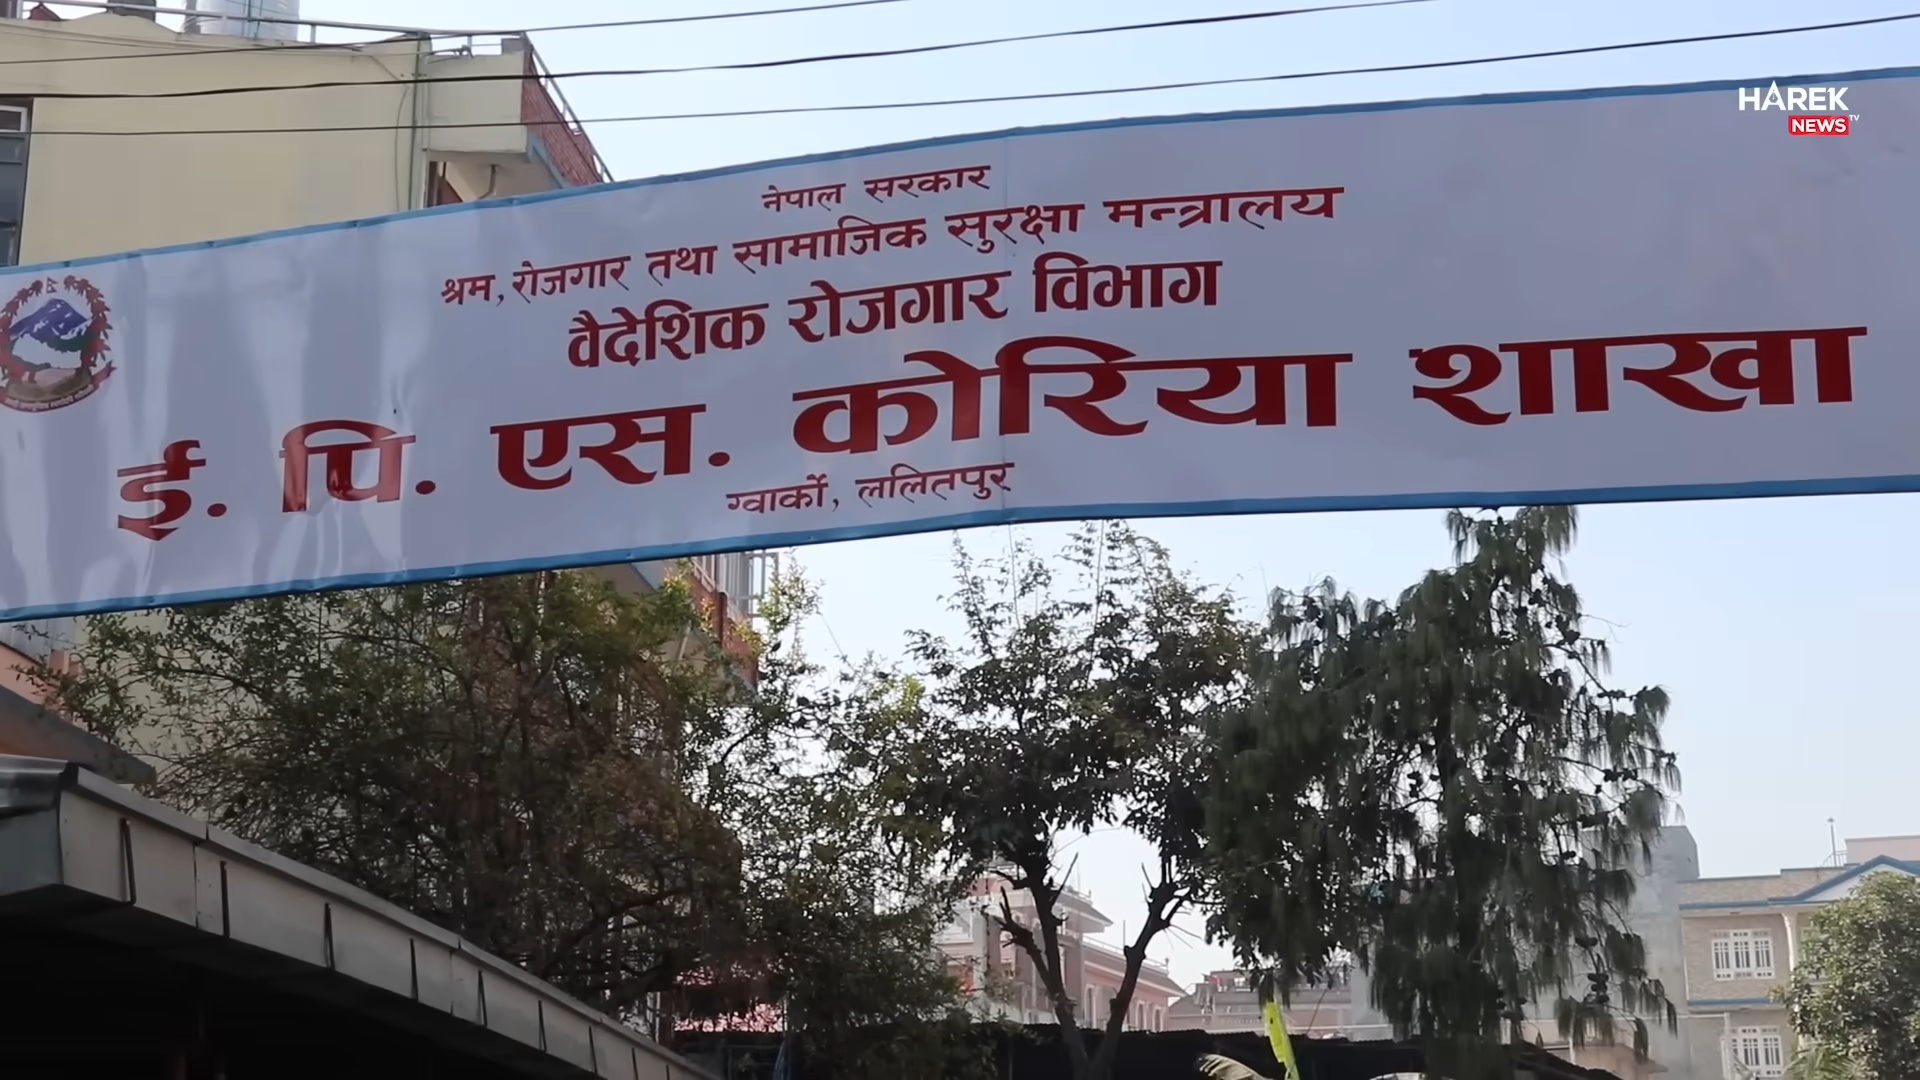 HAREK
NEWS TV
नेपाल सरकार
श्रम, रोजगार तथा सामाजिक सुरक्षा मन्त्रालय
वैदेशिक रोजगार विभाग
ई. पि. एस. कोरिया शाखा
ग्वार्को, ललितपुर